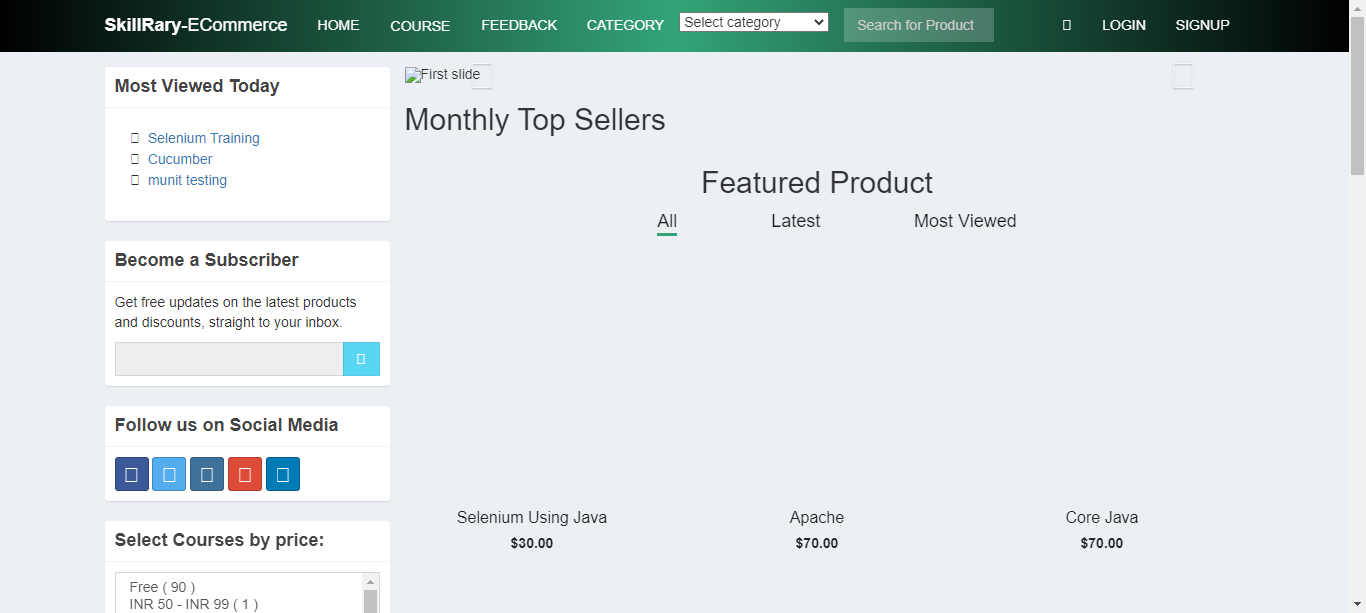 SkillRary-ECommerce HOME COURSE FEEDBACK CATEGORY Select category Search for Product LOGIN SIGNUP
Most Viewed Today
Selenium Training
Cucumber
munit testing
Become a Subscriber
Get free updates on the latest products
and discounts, straight to your inbox.
Follow us on Social Media
Select Courses by price:
Free ( 90 )
INR 50 - INR 99 ( 1 )
First slide
Monthly Top Sellers
Featured Product
All Latest Most Viewed
Selenium Using Java Apache Core Java
$30.00 $70.00 $70.00